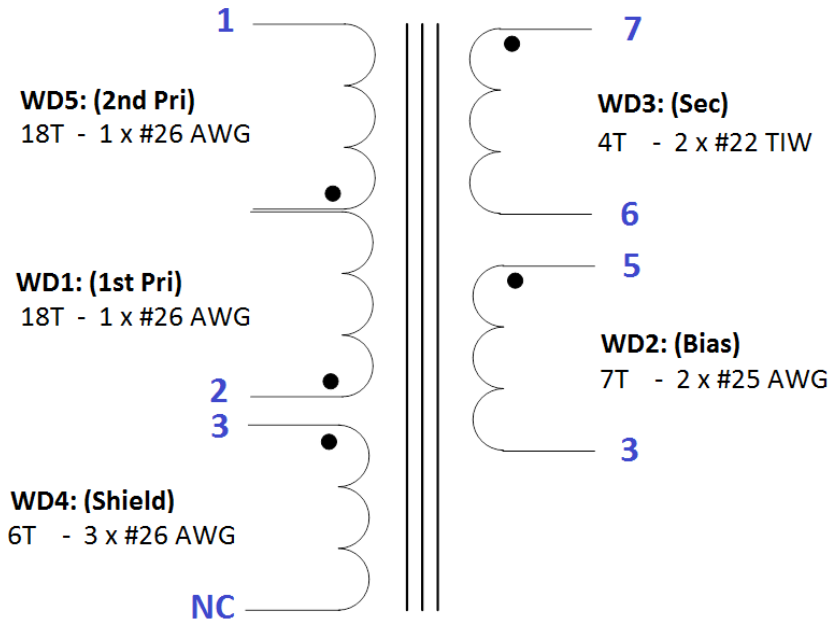 1
WD5: (2nd Pri)
18T - 1 x #26 AWG
WD1: (1st Pri)
18T - 1 x #26 AWG
2
3
WD4: (Shield)
6T - 3 x #26 AWG
NC
7
WD3: (Sec)
4T - 2 x #22 TIW
6
5
WD2: (Bias)
7T - 2 x #25 AWG
3